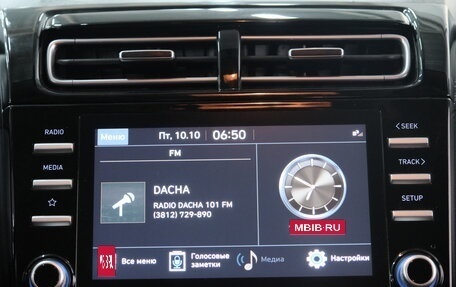 RADIO
MEDIA
< SEEK
TRACK >
SETUP
Меню
Пт, 10.10
06:50
FM
DACHA
RADIO DACHA 101 FM
(3812) 729-890
MBIB.RU
Все меню
Голосовые
заметки
Медиа
Настройки